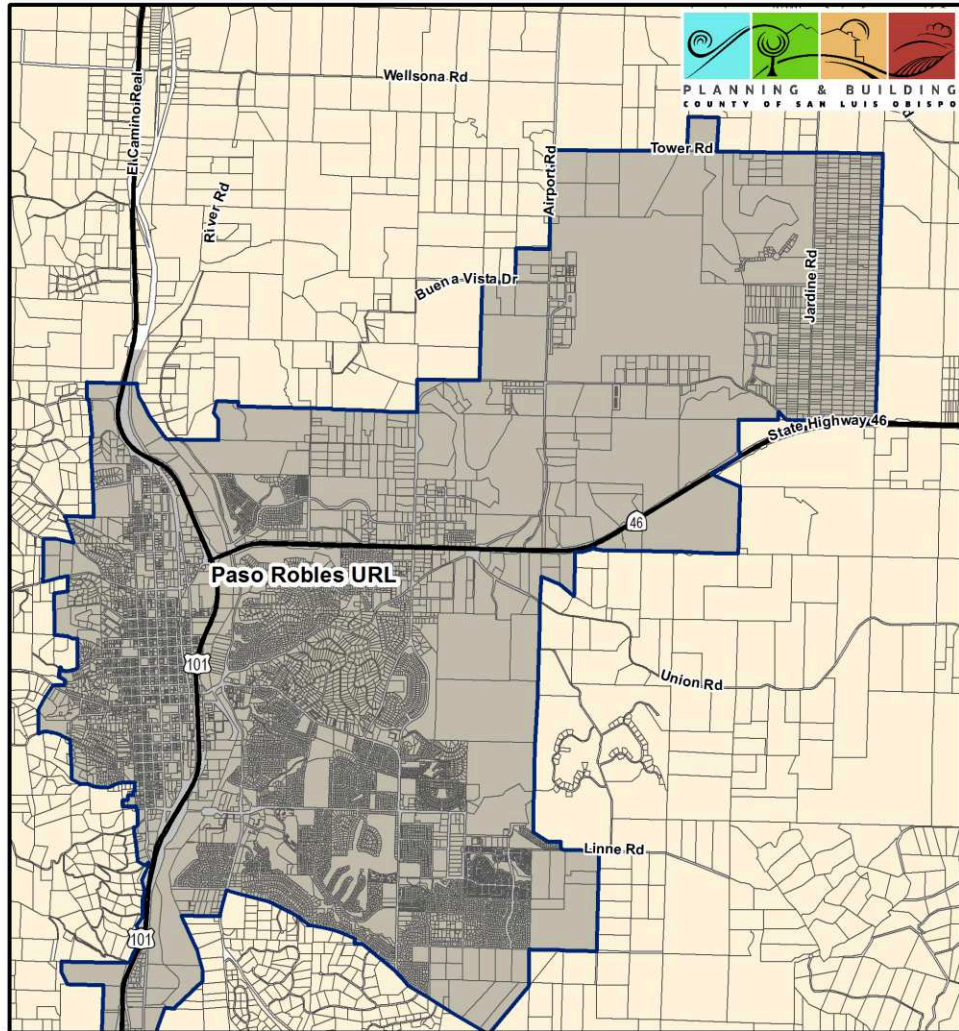 PLANNING & BUILDING
COUNTY OF SAN LUIS OBISPO
Wellsona Rd
El Camino Real
Tower Rd
Airport Rd
River Rd
Buena Vista Dr
Jardine Rd
State Highway 46
46
Paso Robles URL
101
Union Rd
Linne Rd
101